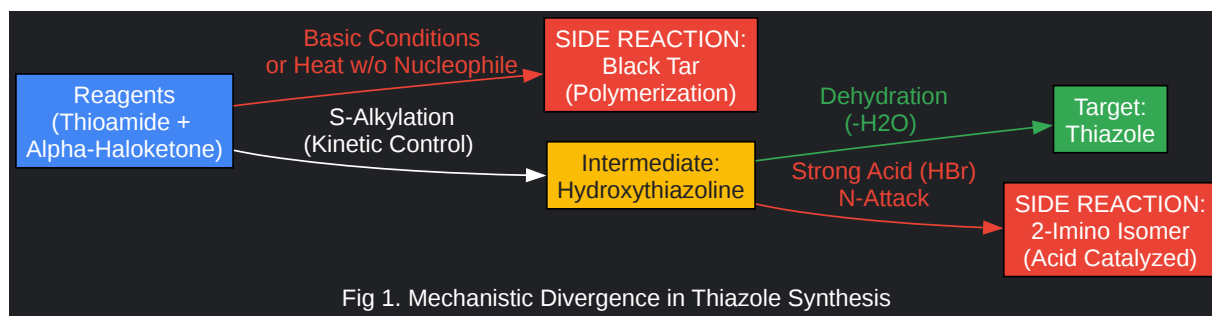 Basic Conditions
or Heat w/o Nucleophile
SIDE REACTION:
Black Tar
(Polymerization)
Reagents
(Thioamide +
Alpha-Haloketone)
S-Alkylation
(Kinetic Control)
Intermediate:
Hydroxythiazoline
Dehydration
(-H2O)
Target:
Thiazole
Strong Acid (HBr)
N-Attack
SIDE REACTION:
2-Imino Isomer
(Acid Catalyzed)
Fig 1. Mechanistic Divergence in Thiazole Synthesis